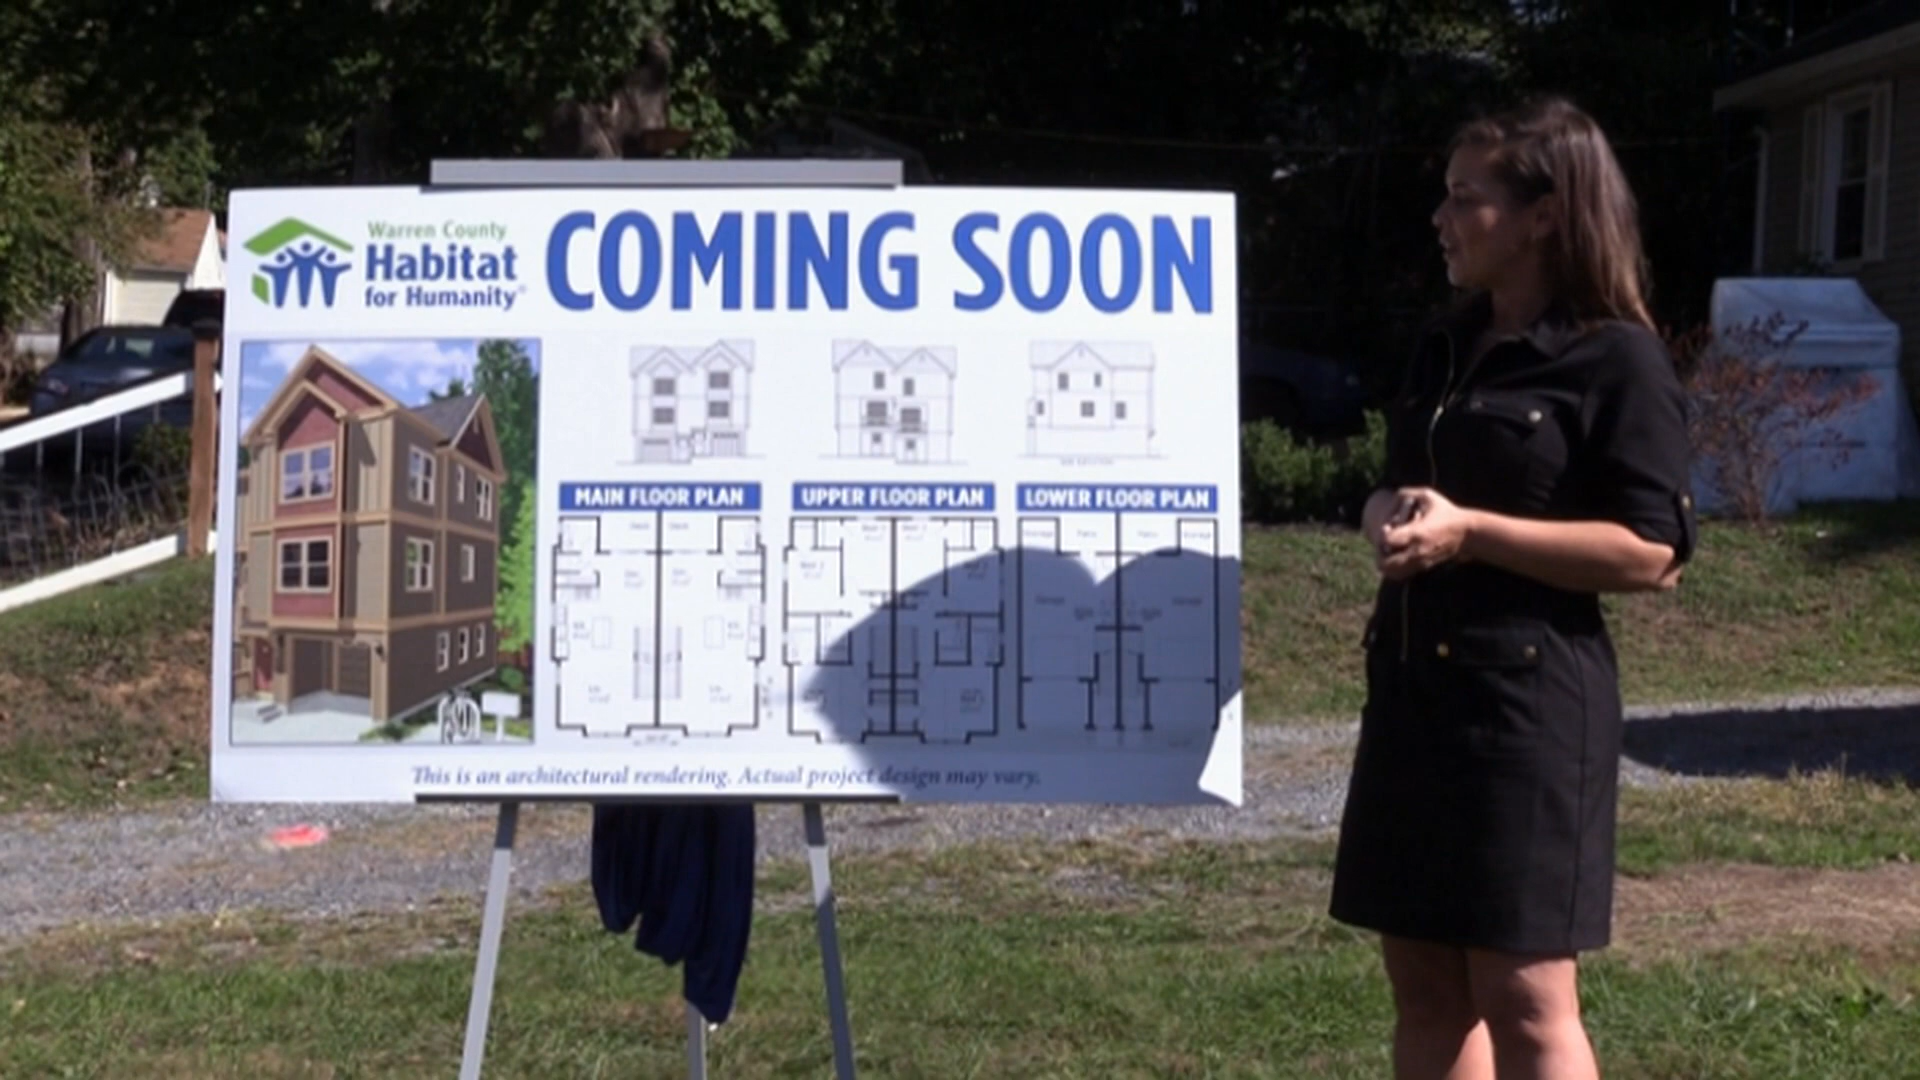 Warren County
Habitat
for Humanity®
COMING SOON
MAIN FLOOR PLAN
UPPER FLOOR PLAN
LOWER FLOOR PLAN
This is an architectural rendering. Actual project design may vary.